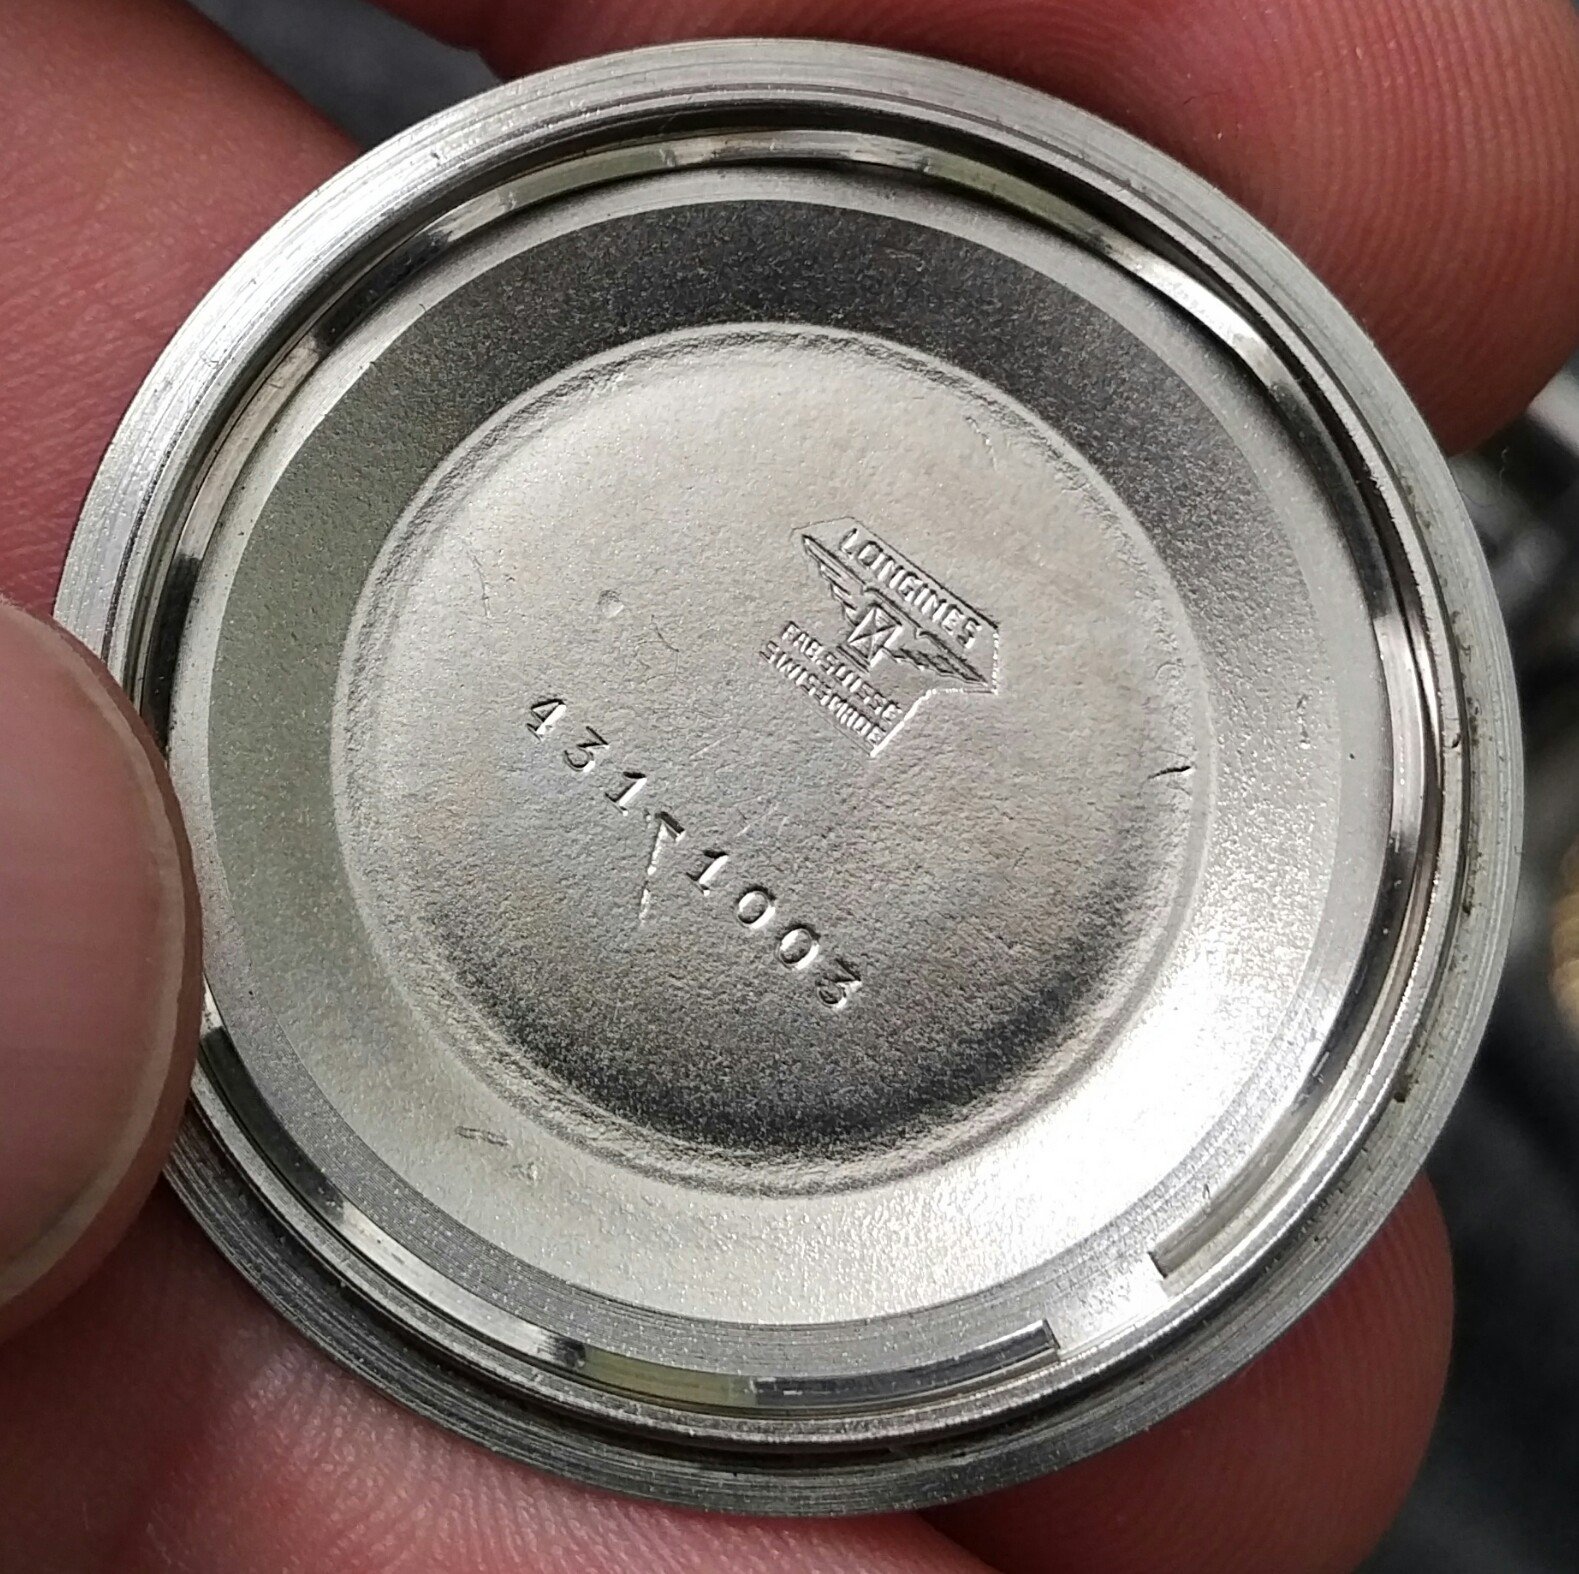 LONGINES
FAB. SUISSE
SWISS MADE
431-1003